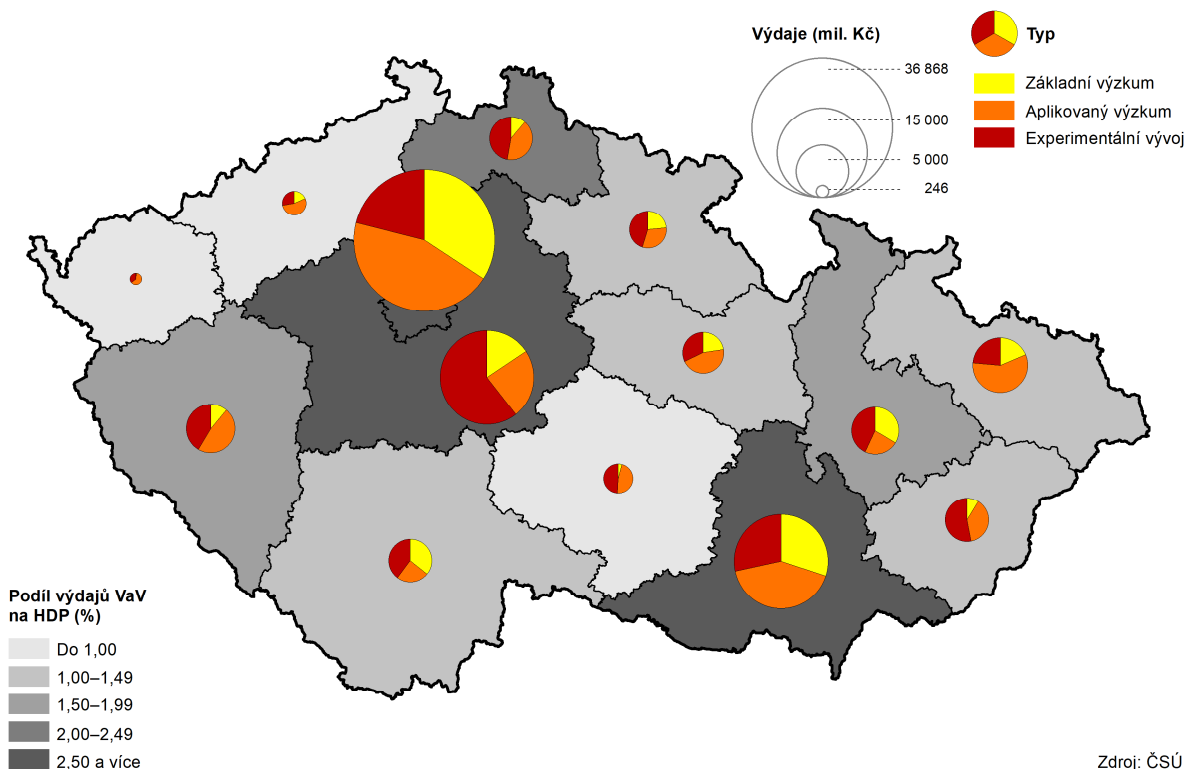 Výdaje (mil. Kč)
36 868
15 000
5 000
246
Typ
Základní výzkum
Aplikovaný výzkum
Experimentální vývoj
Podíl výdajů VaV
na HDP (%)
Do 1,00
1,00–1,49
1,50–1,99
2,00–2,49
2,50 a více
Zdroj: ČSÚ